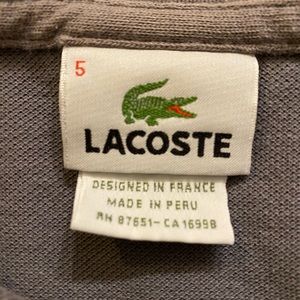 5
LACOSTE
DESIGNED IN FRANCE
MADE IN PERU
RN 87651-CA 16998